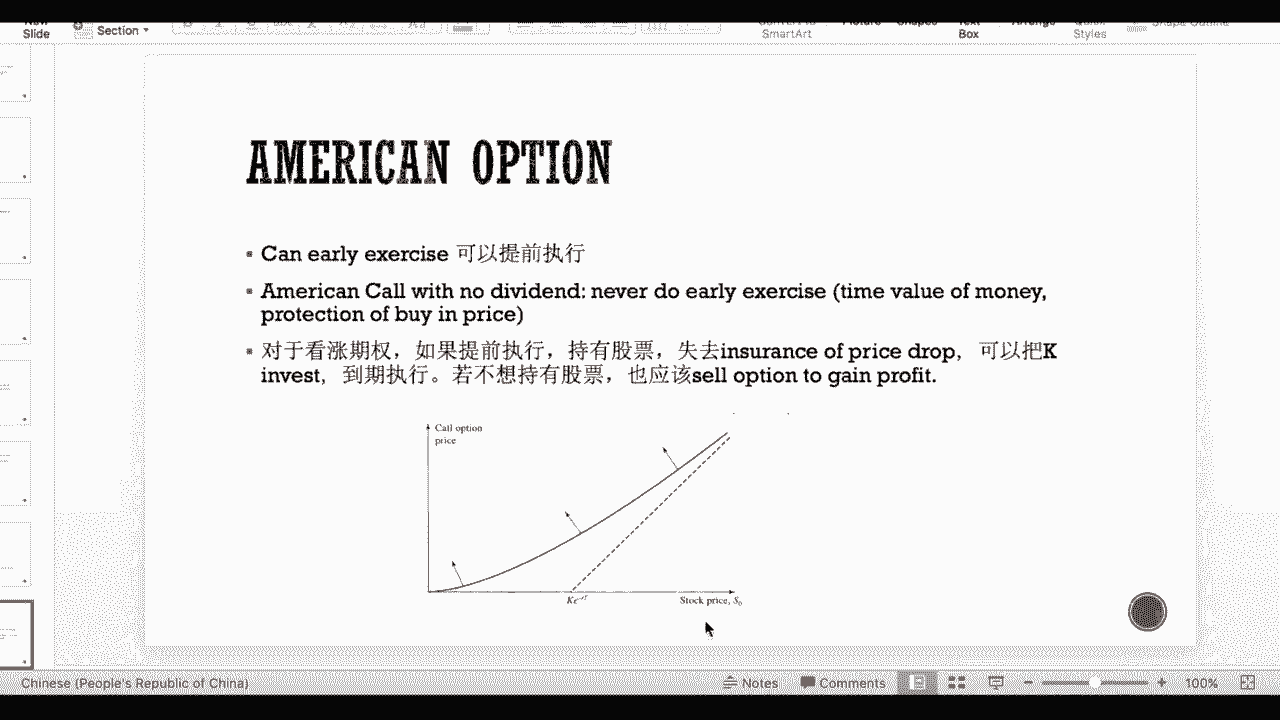 New
Slide
Section
Convert to
SmartArt
Picture
Shapes
Text
Box
Arrange
Quick
Styles
Shape Outline
AMERICAN OPTION
▪ Can early exercise 可以提前执行
▪ American Call with no dividend: never do early exercise (time value of money,
protection of buy in price)
▪ 对于看涨期权，如果提前执行，持有股票，失去insurance of price drop， 可以把K
invest， 到期执行。若不想持有股票，也应该sell option to gain profit.
Call option
price
Ke^-rT
Stock price, S₀
Chinese (People's Republic of China)
Notes
Comments
100%